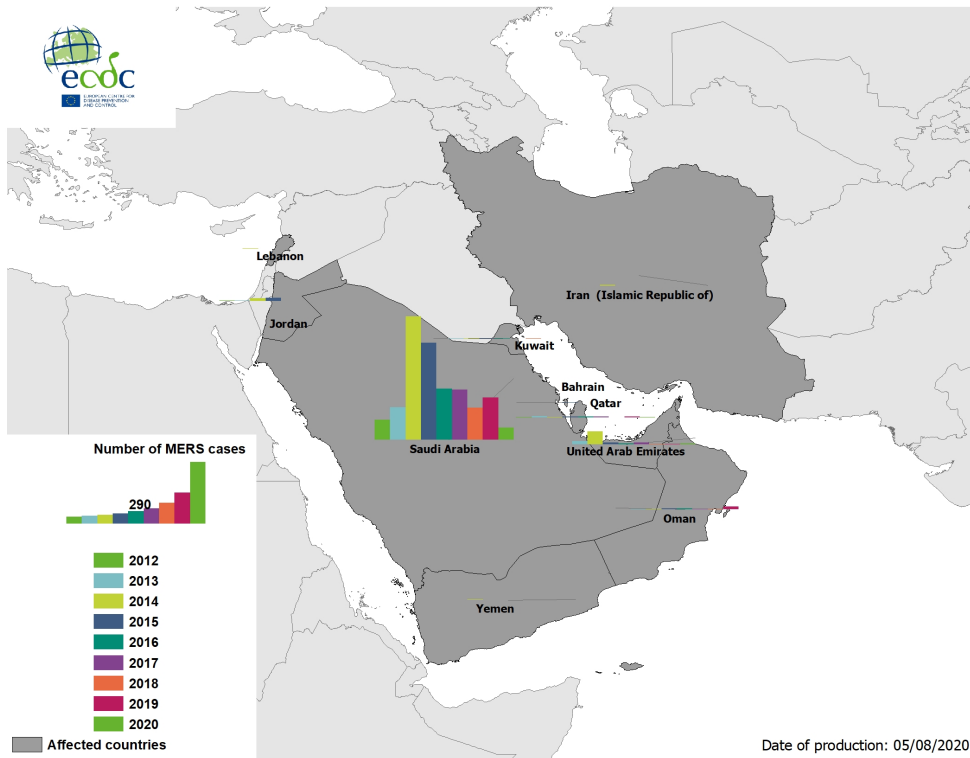 ecdc
EUROPEAN CENTRE FOR
DISEASE PREVENTION
AND CONTROL
Lebanon
Iran (Islamic Republic of)
Jordan
Kuwait
Bahrain
Qatar
Saudi Arabia
United Arab Emirates
Oman
Yemen
Number of MERS cases
290
2012
2013
2014
2015
2016
2017
2018
2019
2020
Affected countries
Date of production: 05/08/2020